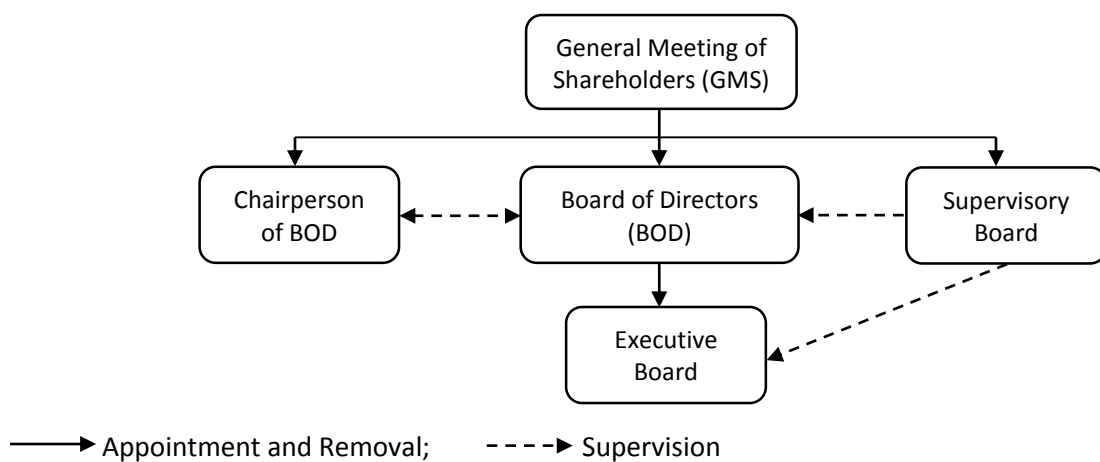 General Meeting of
Shareholders (GMS)
Chairperson
of BOD
Board of Directors
(BOD)
Supervisory
Board
Executive
Board
Appointment and Removal;
Supervision